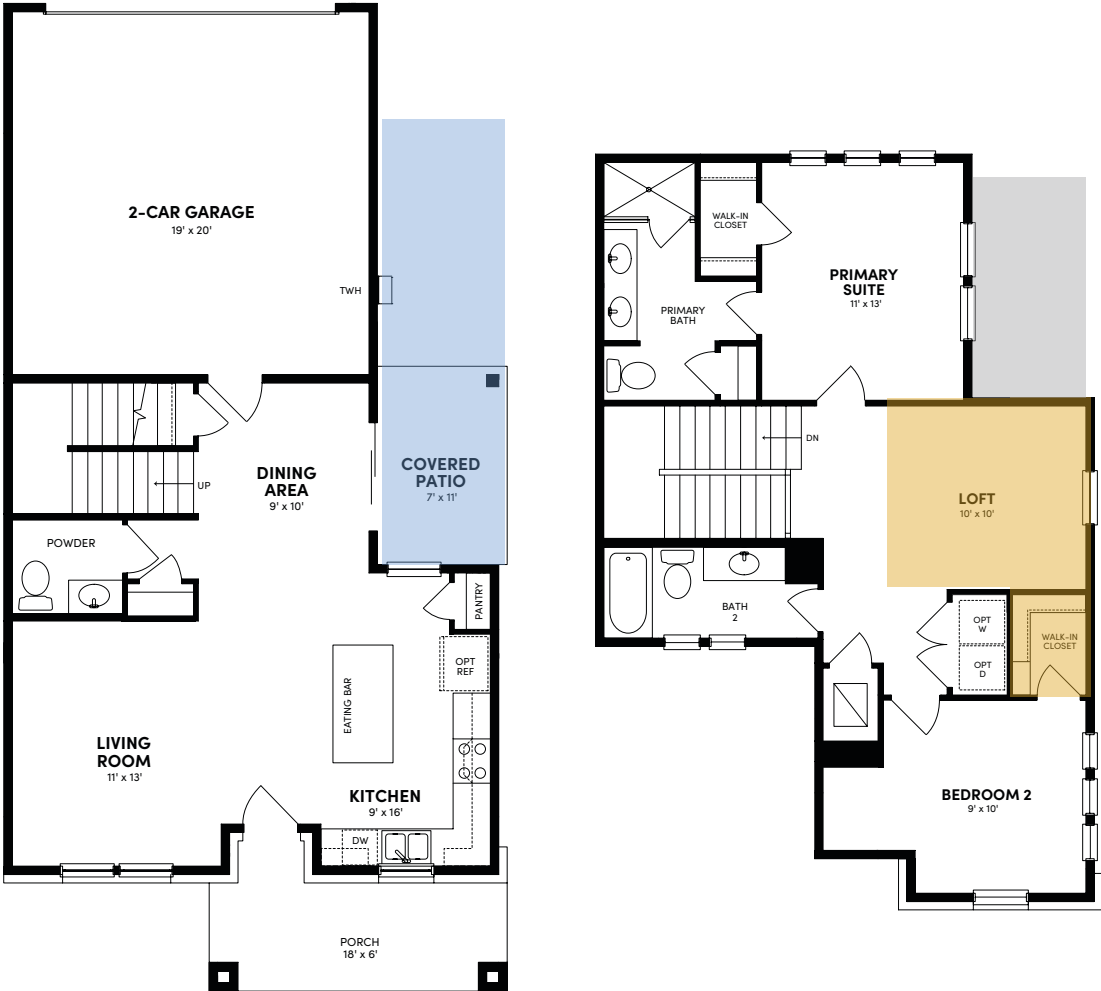 2-CAR GARAGE
19' x 20'
TWH
UP
DINING
AREA
9' x 10'
COVERED
PATIO
7' x 11'
POWDER
PANTRY
OPT
REF
EATING BAR
LIVING
ROOM
11' x 13'
KITCHEN
9' x 16'
DW
PORCH
18' x 6'
WALK-IN
CLOSET
PRIMARY
SUITE
11' x 13'
PRIMARY
BATH
DN
LOFT
10' x 10'
BATH
2
OPT
W
OPT
D
WALK-IN
CLOSET
BEDROOM 2
9' x 10'